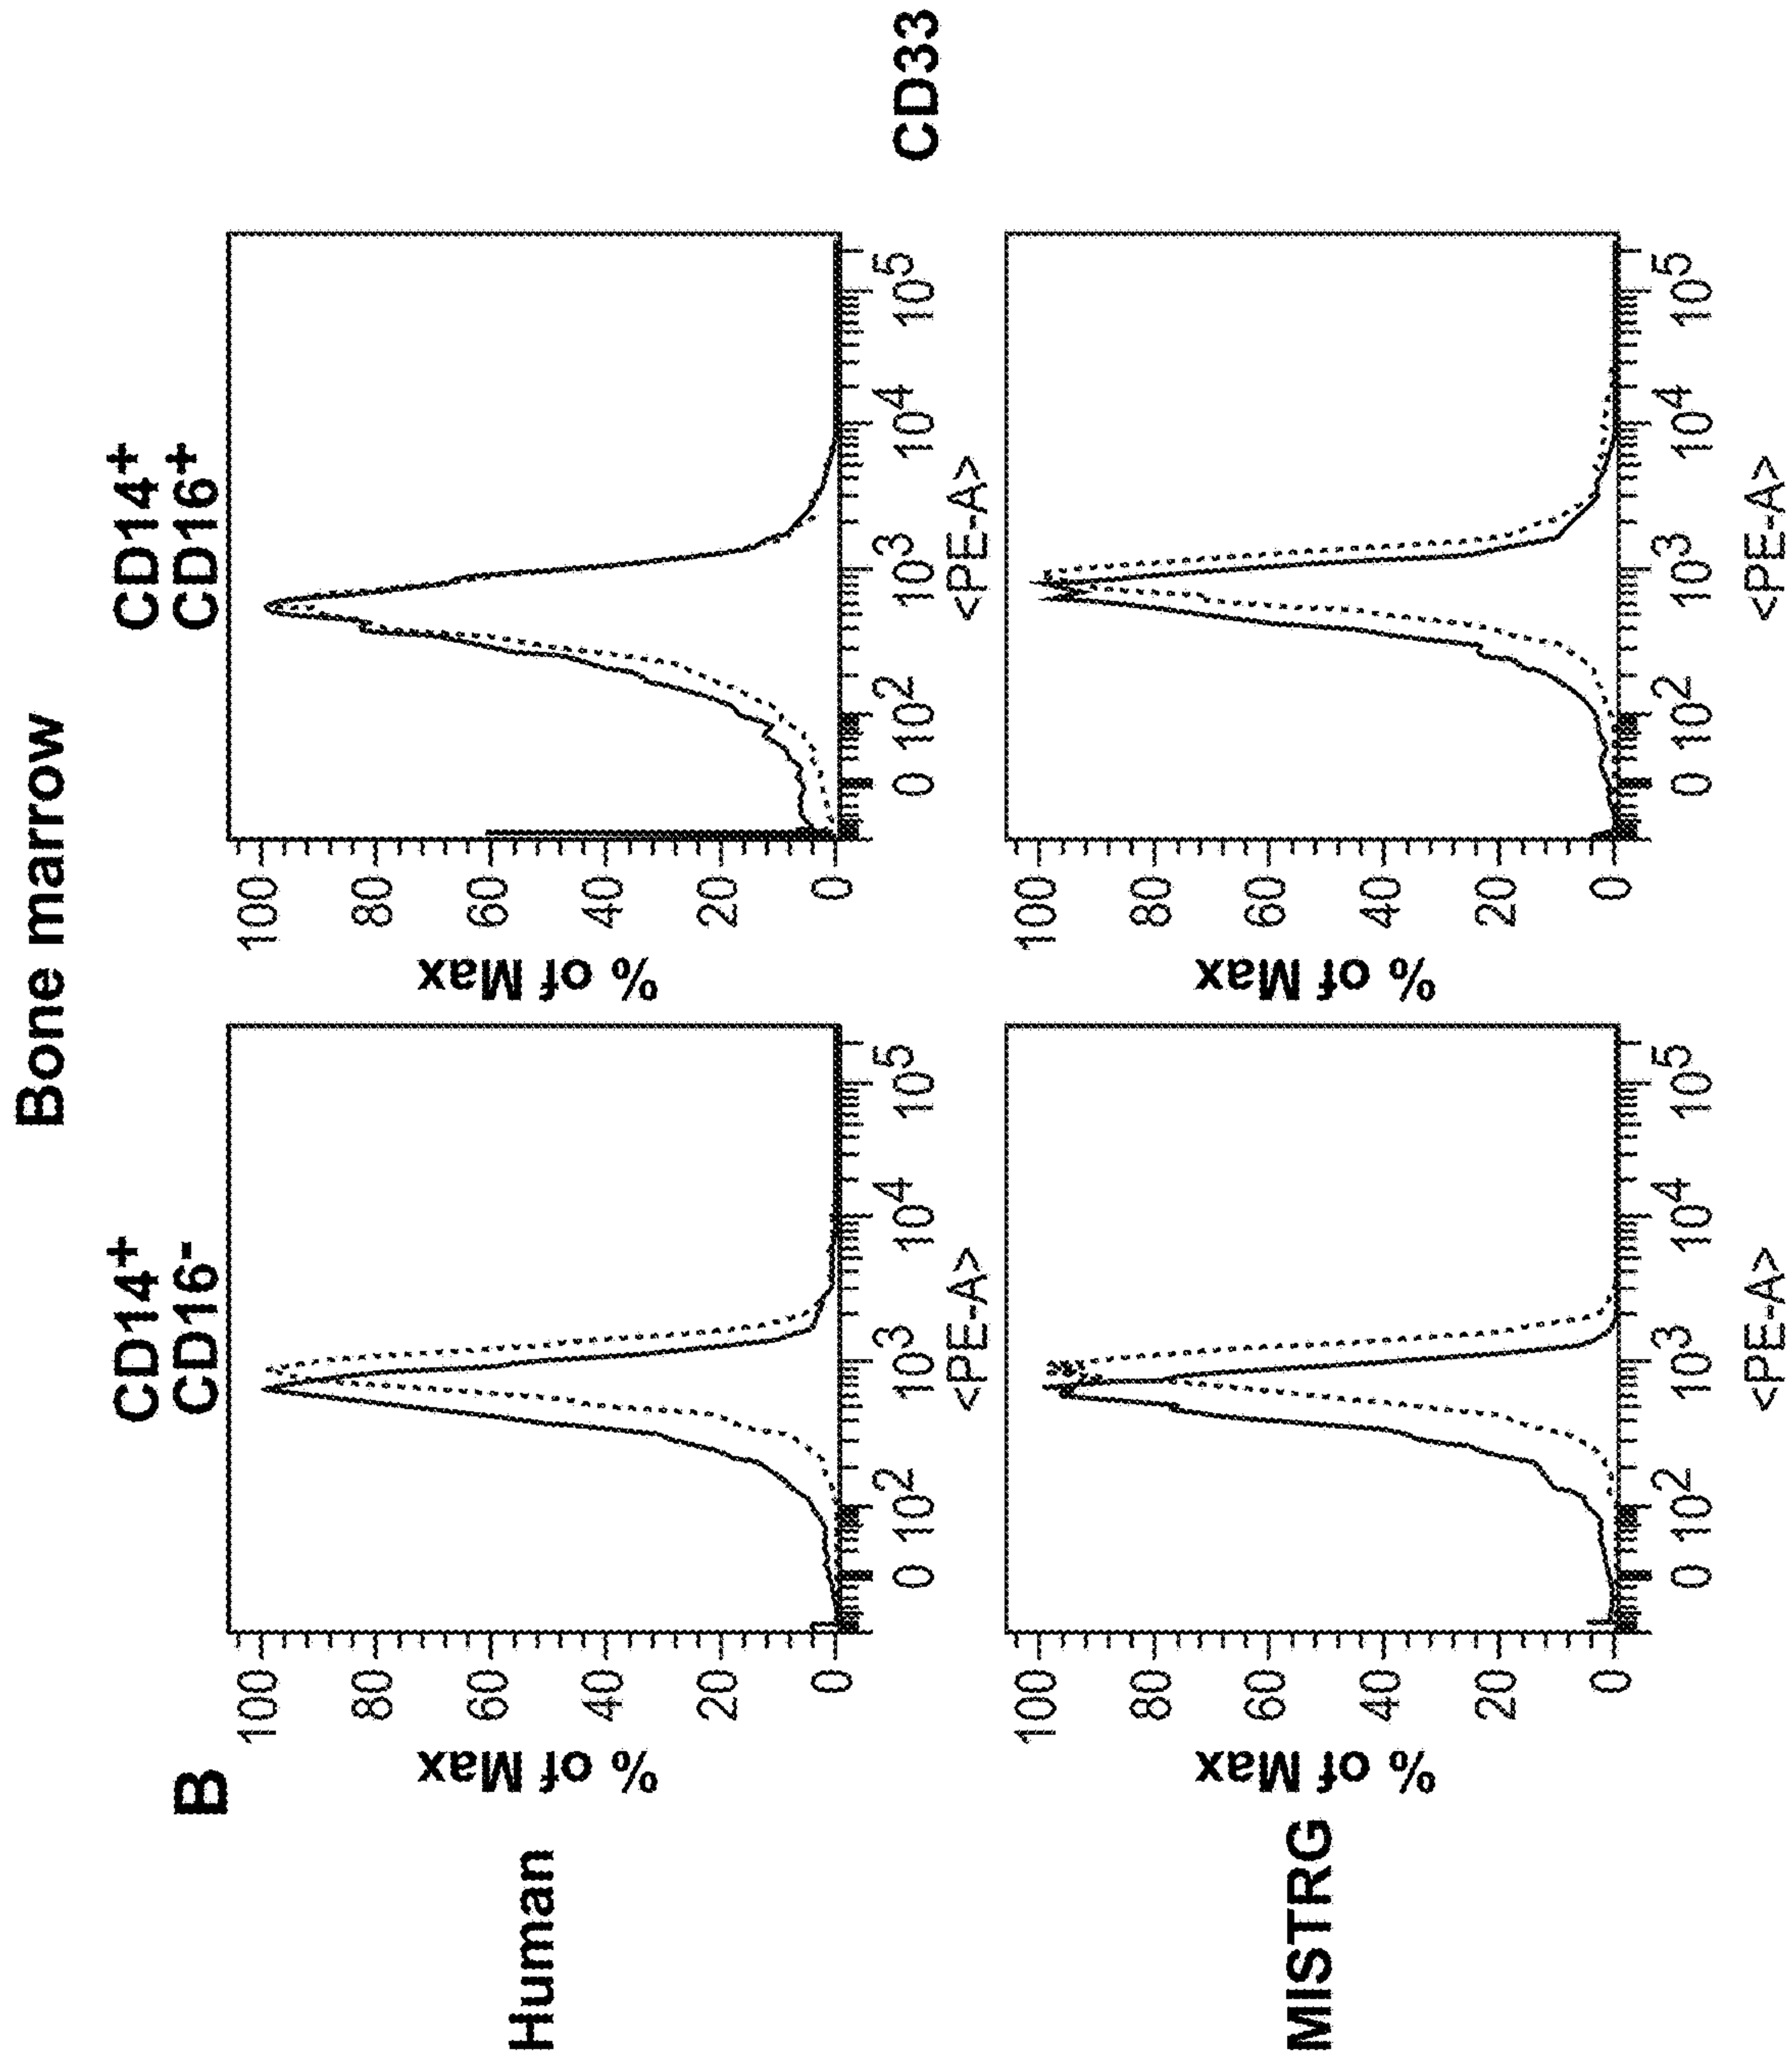 Bone marrow
B
CD14+
CD16-
CD14+
CD16+
Human
% of Max
100
80
60
40
20
0
0 10² 10³ 10⁴ 10⁵
<PE-A>
% of Max
100
80
60
40
20
0
0 10² 10³ 10⁴ 10⁵
<PE-A>
CD33
MISTRG
% of Max
100
80
60
40
20
0
0 10² 10³ 10⁴ 10⁵
<PE-A>
% of Max
100
80
60
40
20
0
0 10² 10³ 10⁴ 10⁵
<PE-A>